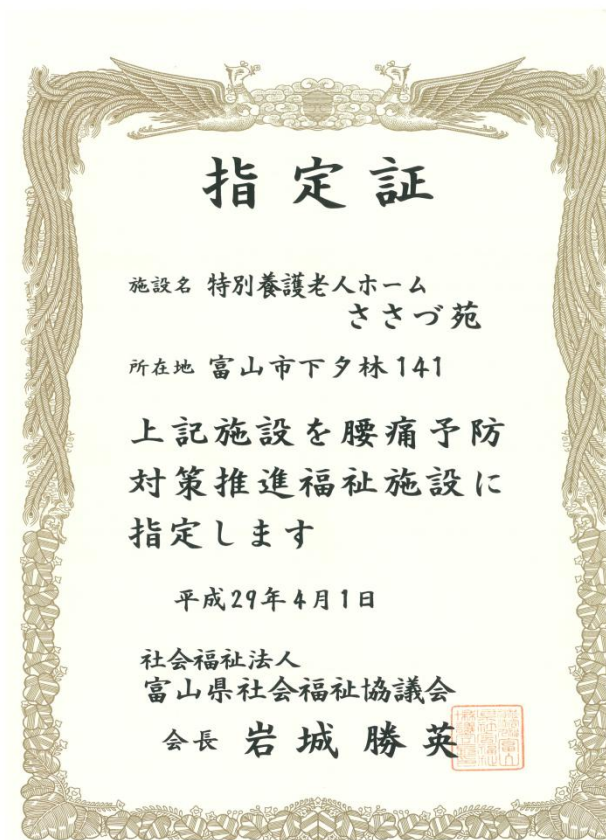 指定証
施設名 特別養護老人ホーム
ささづ苑
所在地 富山市下夕林141
上記施設を腰痛予防
対策推進福祉施設に
指定します
平成29年4月1日
社会福祉法人
富山県社会福祉協議会
会長 岩城勝英